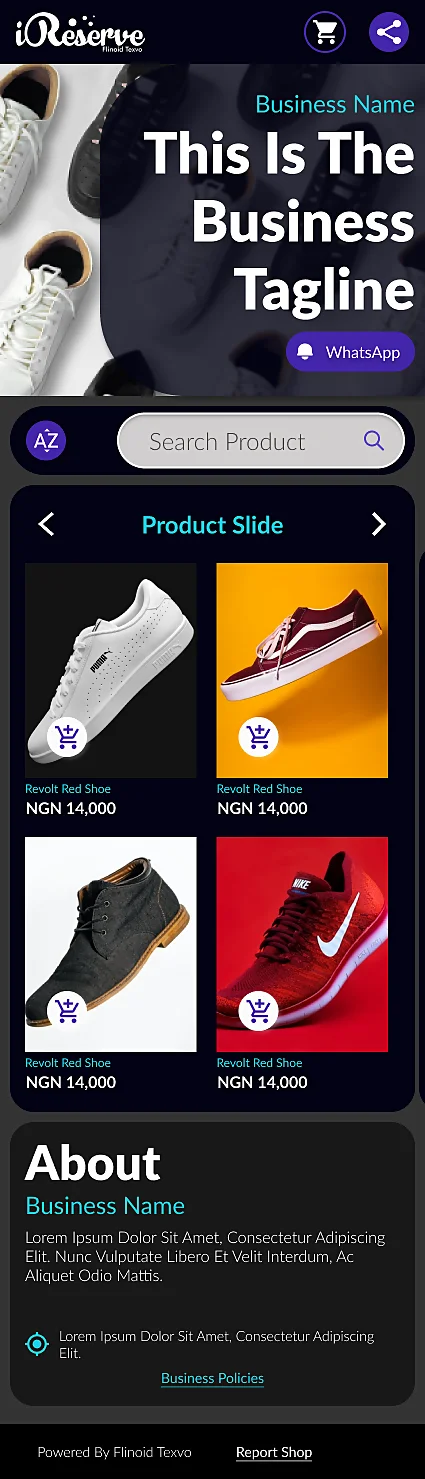 iReserve
Flinoid Texvo
Business Name
This Is The
Business
Tagline
WhatsApp
AZ
Search Product
Product Slide
PUMA
Revolt Red Shoe
NGN 14,000
Revolt Red Shoe
NGN 14,000
NIKE
Revolt Red Shoe
NGN 14,000
Revolt Red Shoe
NGN 14,000
About
Business Name
Lorem Ipsum Dolor Sit Amet, Consectetur Adipiscing
Elit. Nunc Vulputate Libero Et Velit Interdum, Ac
Aliquet Odio Mattis.
Lorem Ipsum Dolor Sit Amet, Consectetur Adipiscing
Elit.
Business Policies
Powered By Flinoid Texvo
Report Shop